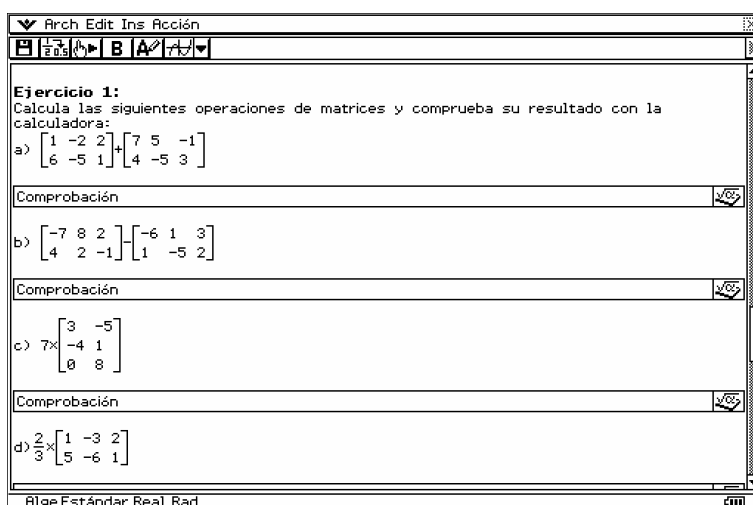 Arch Edit Ins Acción
B A
Ejercicio 1:
Calcula las siguientes operaciones de matrices y comprueba su resultado con la
calculadora:
a) [1 -2 2 / 6 -5 1]+[7 5 -1 / 4 -5 3]
Comprobación
b) [-7 8 2 / 4 2 -1]-[-6 1 3 / 1 -5 2]
Comprobación
c) 7×[3 -5 / -4 1 / 0 8]
Comprobación
d) 2/3×[1 -3 2 / 5 -6 1]
Alge Estándar Real Rad